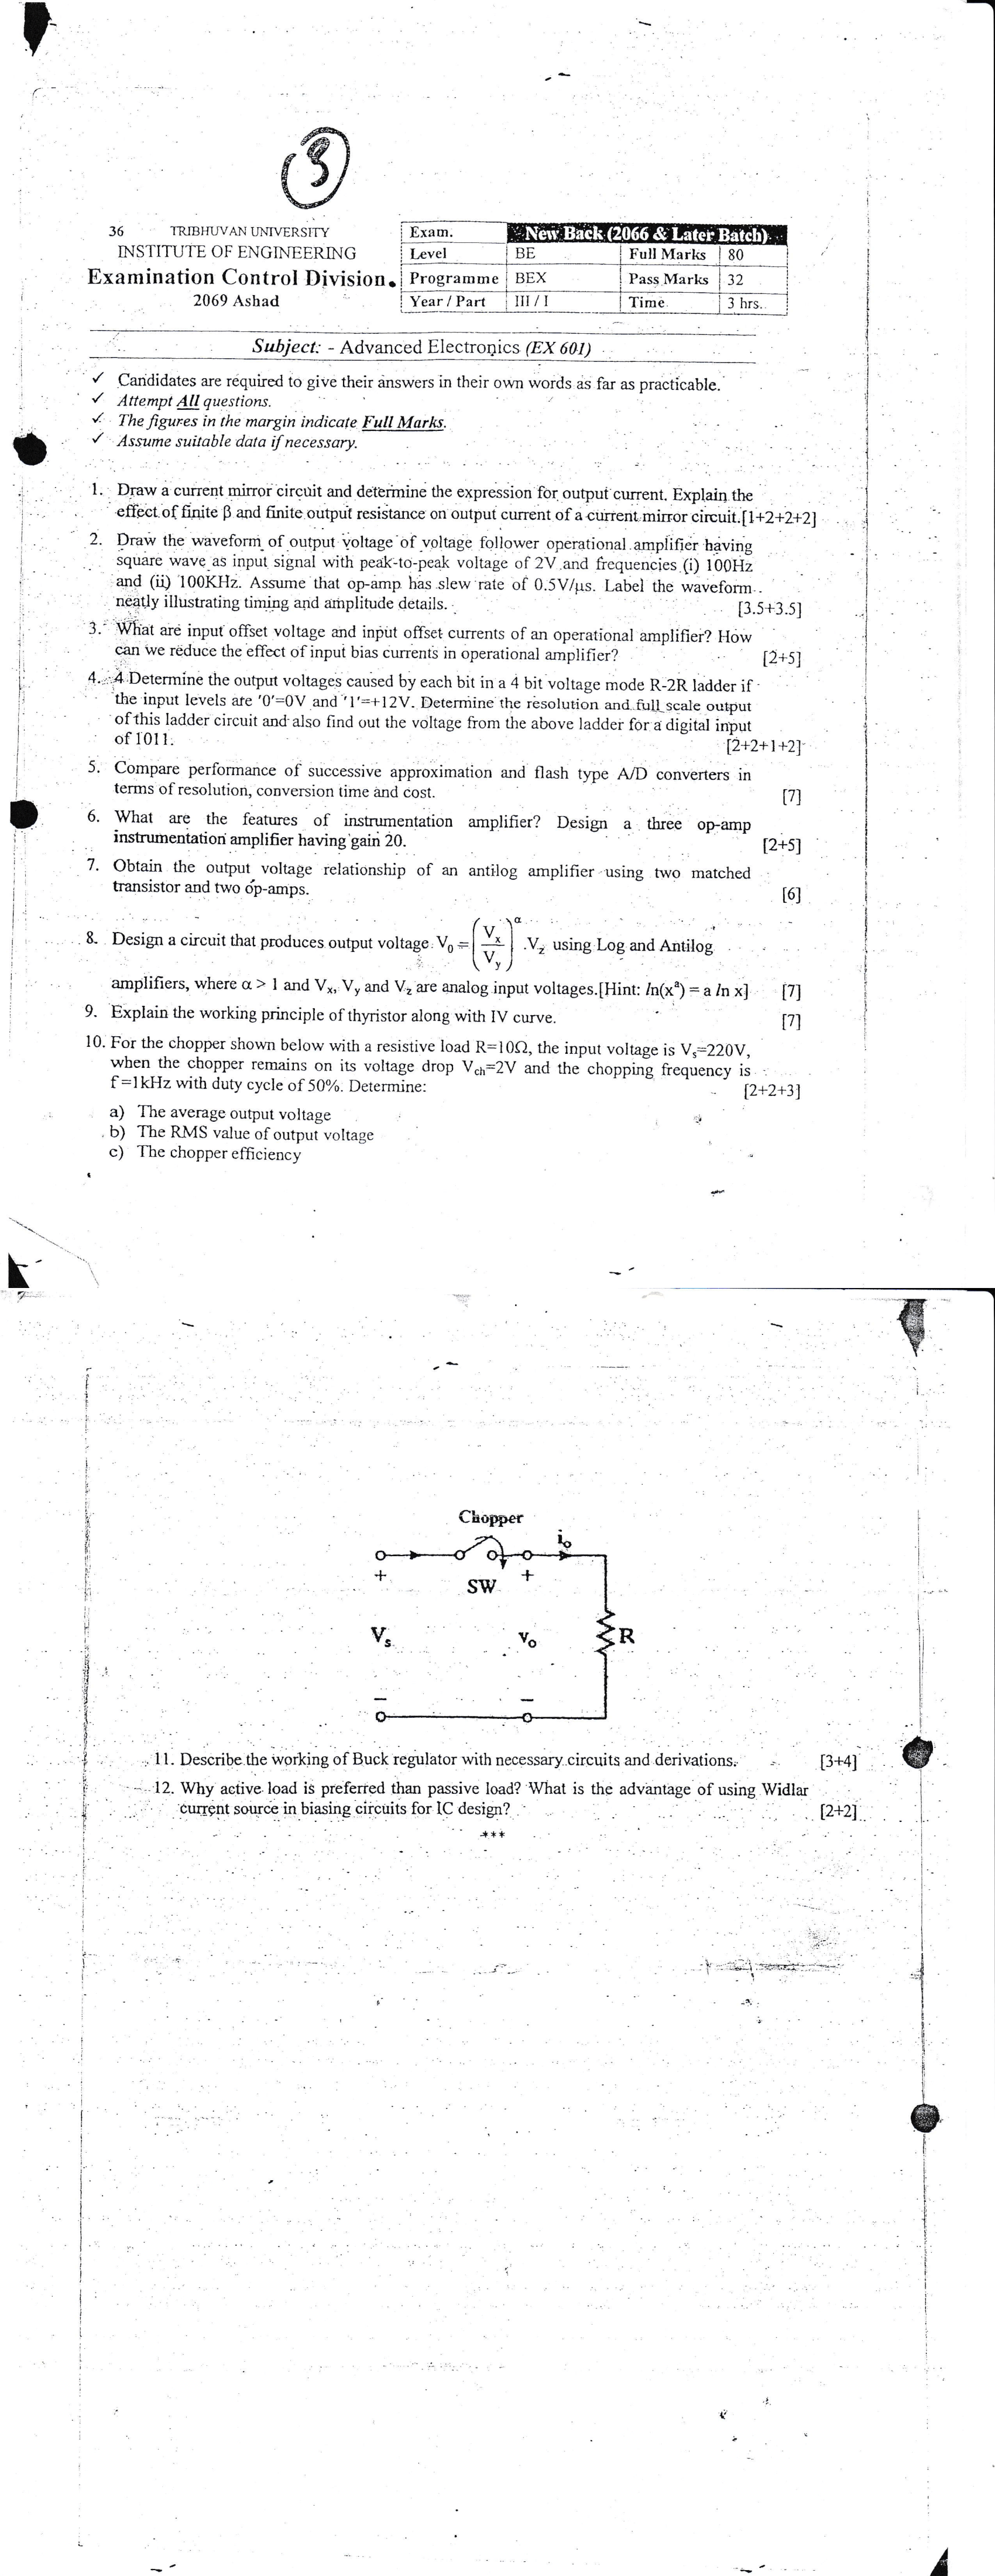 3
36 TRIBHUVAN UNIVERSITY
INSTITUTE OF ENGINEERING
Examination Control Division
2069 Ashad
Exam. New Back (2066 & Later Batch)
Level BE Full Marks 80
Programme BEX Pass Marks 32
Year / Part III / I Time 3 hrs.
Subject: - Advanced Electronics (EX 601)
✓ Candidates are required to give their answers in their own words as far as practicable.
✓ Attempt All questions.
✓ The figures in the margin indicate Full Marks.
✓ Assume suitable data if necessary.
1. Draw a current mirror circuit and determine the expression for output current. Explain the
effect of finite β and finite output resistance on output current of a current mirror circuit.[1+2+2+2]
2. Draw the waveform of output voltage of voltage follower operational amplifier having
square wave as input signal with peak-to-peak voltage of 2V and frequencies (i) 100Hz
and (ii) 100KHz. Assume that op-amp has slew rate of 0.5V/μs. Label the waveform
neatly illustrating timing and amplitude details. [3.5+3.5]
3. What are input offset voltage and input offset currents of an operational amplifier? How
can we reduce the effect of input bias currents in operational amplifier? [2+5]
4. 4 Determine the output voltages caused by each bit in a 4 bit voltage mode R-2R ladder if
the input levels are '0'=0V and '1'=+12V. Determine the resolution and full scale output
of this ladder circuit and also find out the voltage from the above ladder for a digital input
of 1011. [2+2+1+2]
5. Compare performance of successive approximation and flash type A/D converters in
terms of resolution, conversion time and cost. [7]
6. What are the features of instrumentation amplifier? Design a three op-amp
instrumentation amplifier having gain 20. [2+5]
7. Obtain the output voltage relationship of an antilog amplifier using two matched
transistor and two op-amps. [6]
8. Design a circuit that produces output voltage V₀ = (Vx/Vy)^α .Vz using Log and Antilog
amplifiers, where α > 1 and Vx, Vy and Vz are analog input voltages.[Hint: ln(xᵃ) = a ln x] [7]
9. Explain the working principle of thyristor along with IV curve. [7]
10. For the chopper shown below with a resistive load R=10Ω, the input voltage is Vs=220V,
when the chopper remains on its voltage drop Vch=2V and the chopping frequency is
f =1kHz with duty cycle of 50%. Determine: [2+2+3]
a) The average output voltage
b) The RMS value of output voltage
c) The chopper efficiency
Chopper
io
+
SW
+
Vs
vo
R
−
−
11. Describe the working of Buck regulator with necessary circuits and derivations. [3+4]
12. Why active load is preferred than passive load? What is the advantage of using Widlar
current source in biasing circuits for IC design? [2+2]
***